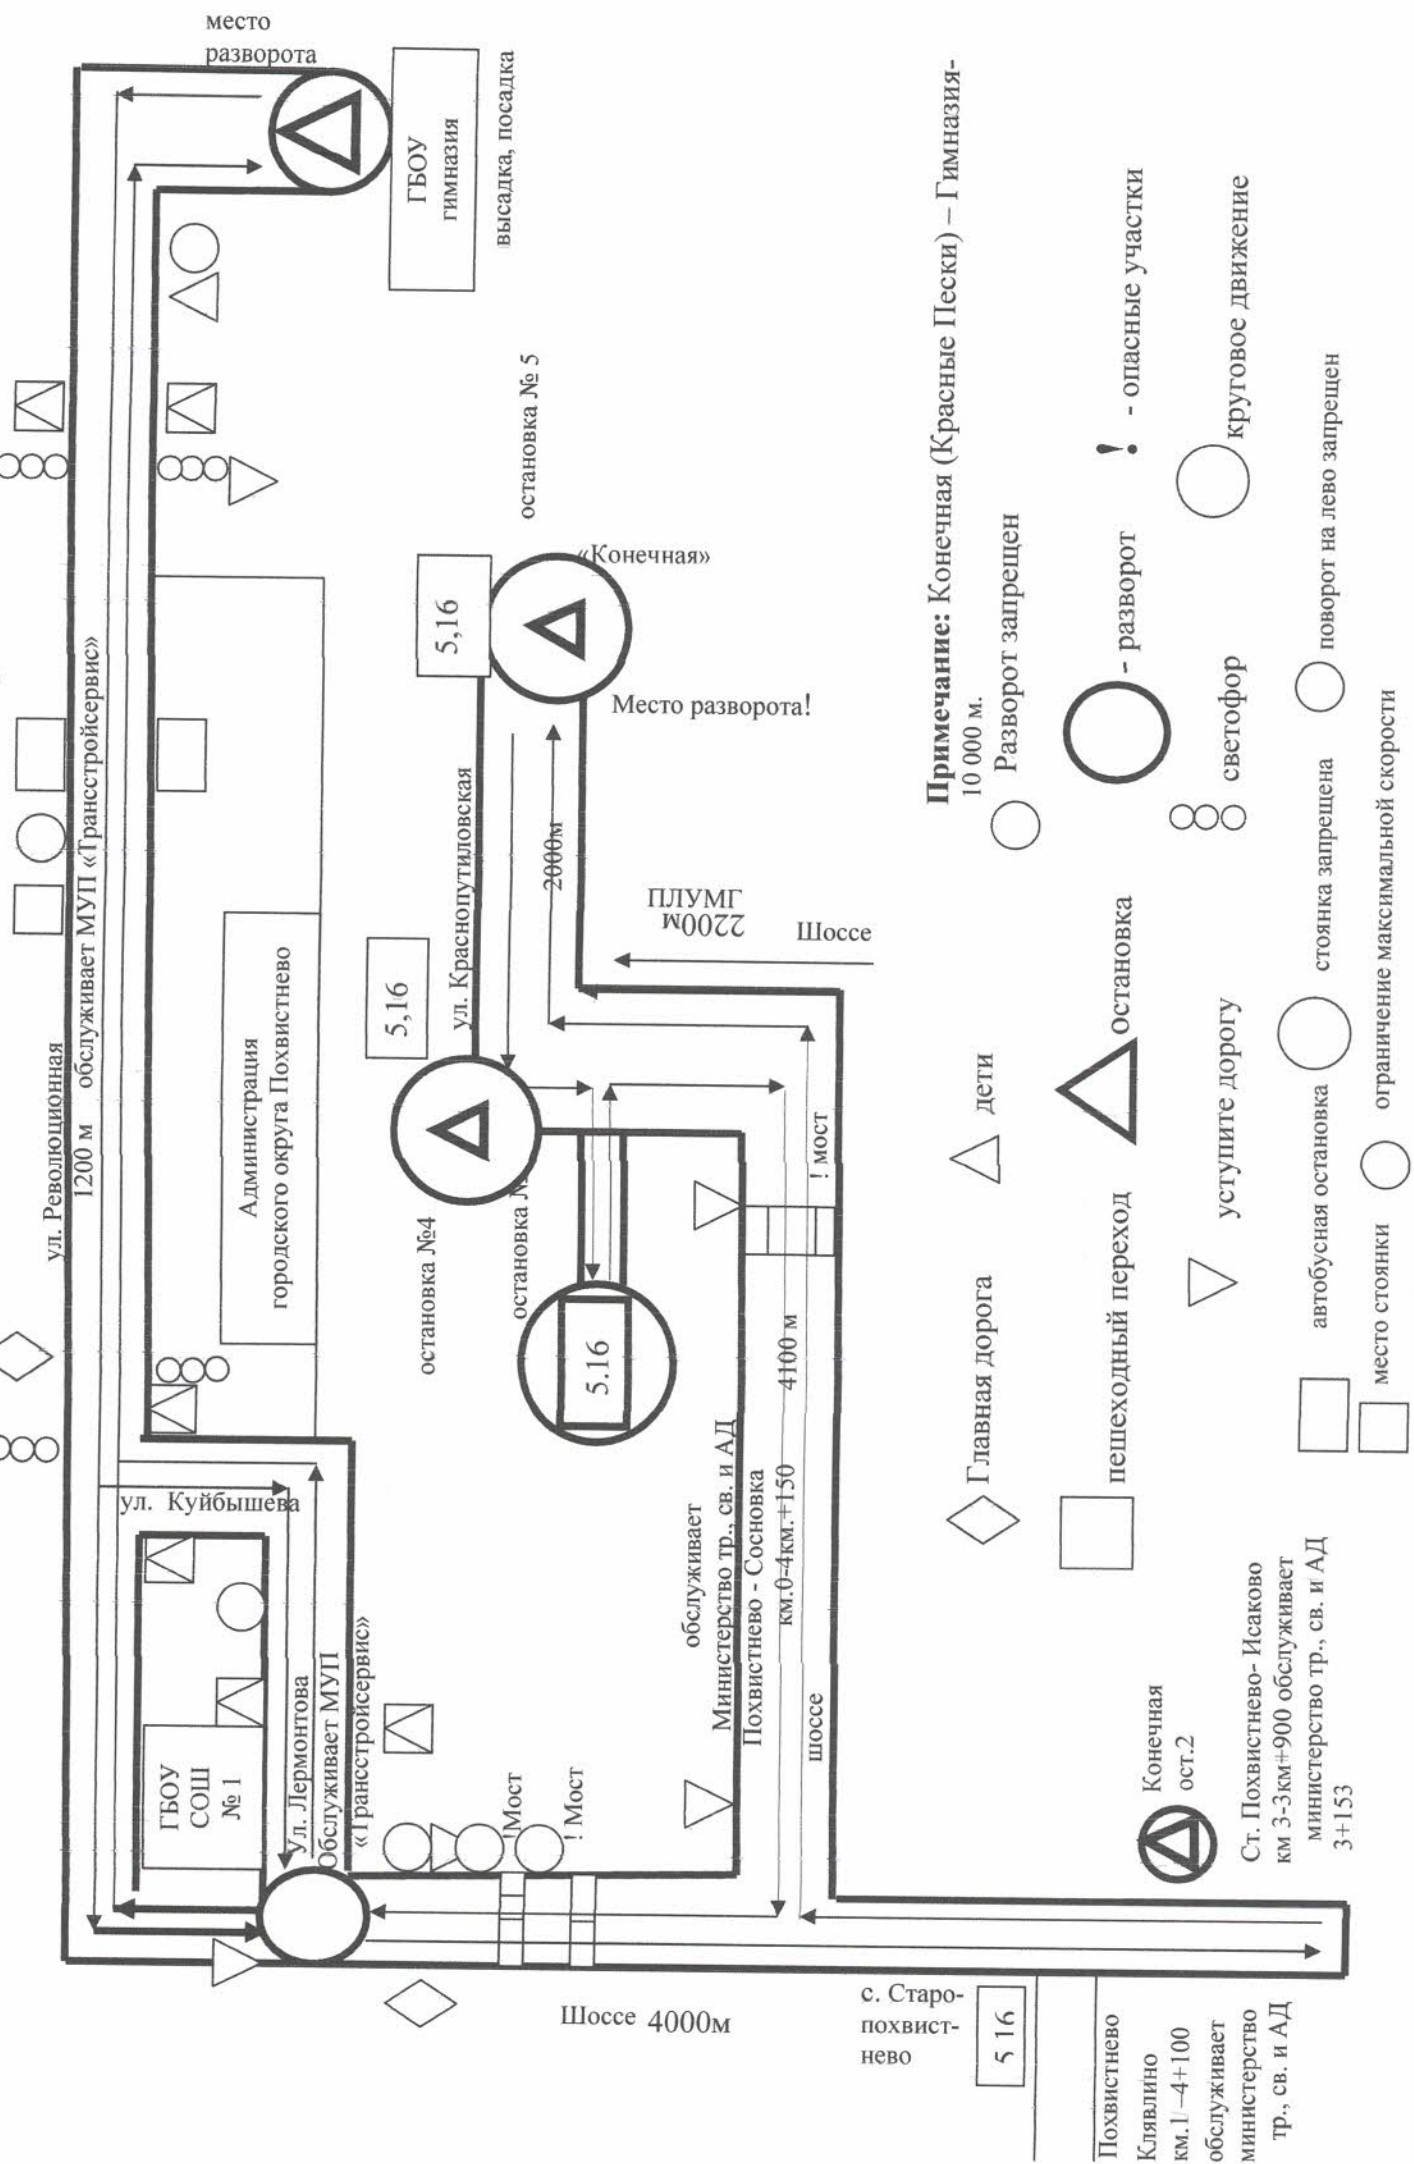 место
разворота
ГБОУ
гимназия
высадка, посадка
ул. Революционная
1200 м обслуживает МУП «Трансстройсервис»
Администрация
городского округа Похвистнево
ул. Куйбышева
ГБОУ
СОШ
№ 1
Ул. Лермонтова
Обслуживает МУП
«Трансстройсервис»
остановка № 5
«Конечная»
5,16
Место разворота!
ул. Краснопутиловская
2000м
5,16
остановка №4
остановка
5.16
ПЛУМГ
2200м
Шоссе
! мост
4100 м
обслуживает
Министерство тр., св. и АД
Похвистнево - Сосновка
км.0-4км.+150
шоссе
!Мост
! Мост
Шоссе 4000м
с. Старо-
похвист-
нево
5 16
Похвистнево
Клявлино
км.1/–4+100
обслуживает
министерство
тр., св. и АД
Конечная
ост.2
Ст. Похвистнево- Исаково
км 3-3км+900 обслуживает
министерство тр., св. и АД
3+153
Примечание: Конечная (Красные Пески) – Гимназия-
10 000 м.
Главная дорога
дети
Разворот запрещен
пешеходный переход
остановка
- разворот
! - опасные участки
уступите дорогу
светофор
круговое движение
автобусная остановка
стоянка запрещена
поворот на лево запрещен
место стоянки
ограничение максимальной скорости